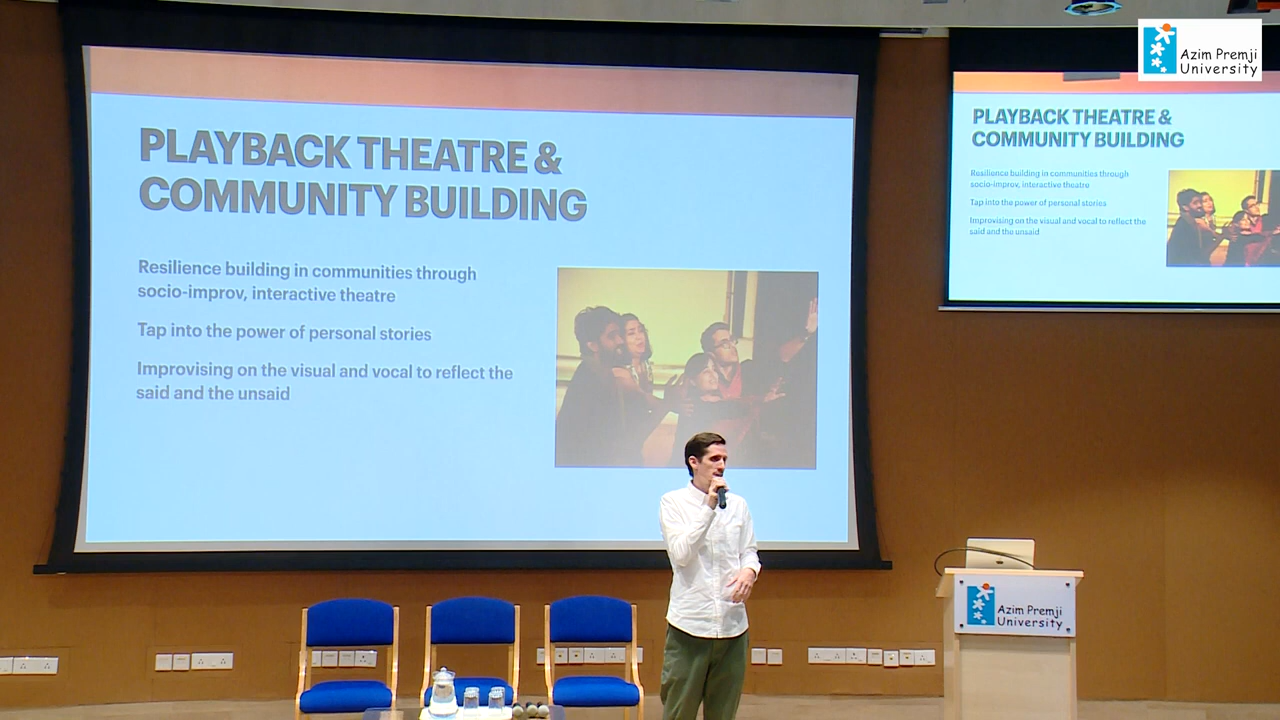 PLAYBACK THEATRE &
COMMUNITY BUILDING
Resilience building in communities through
socio-improv, interactive theatre
Tap into the power of personal stories
Improvising on the visual and vocal to reflect the
said and the unsaid
Azim Premji
University
PLAYBACK THEATRE &
COMMUNITY BUILDING
Resilience building in communities through
socio-improv, interactive theatre
Tap into the power of personal stories
Improvising on the visual and vocal to reflect the
said and the unsaid
Azim Premji
University